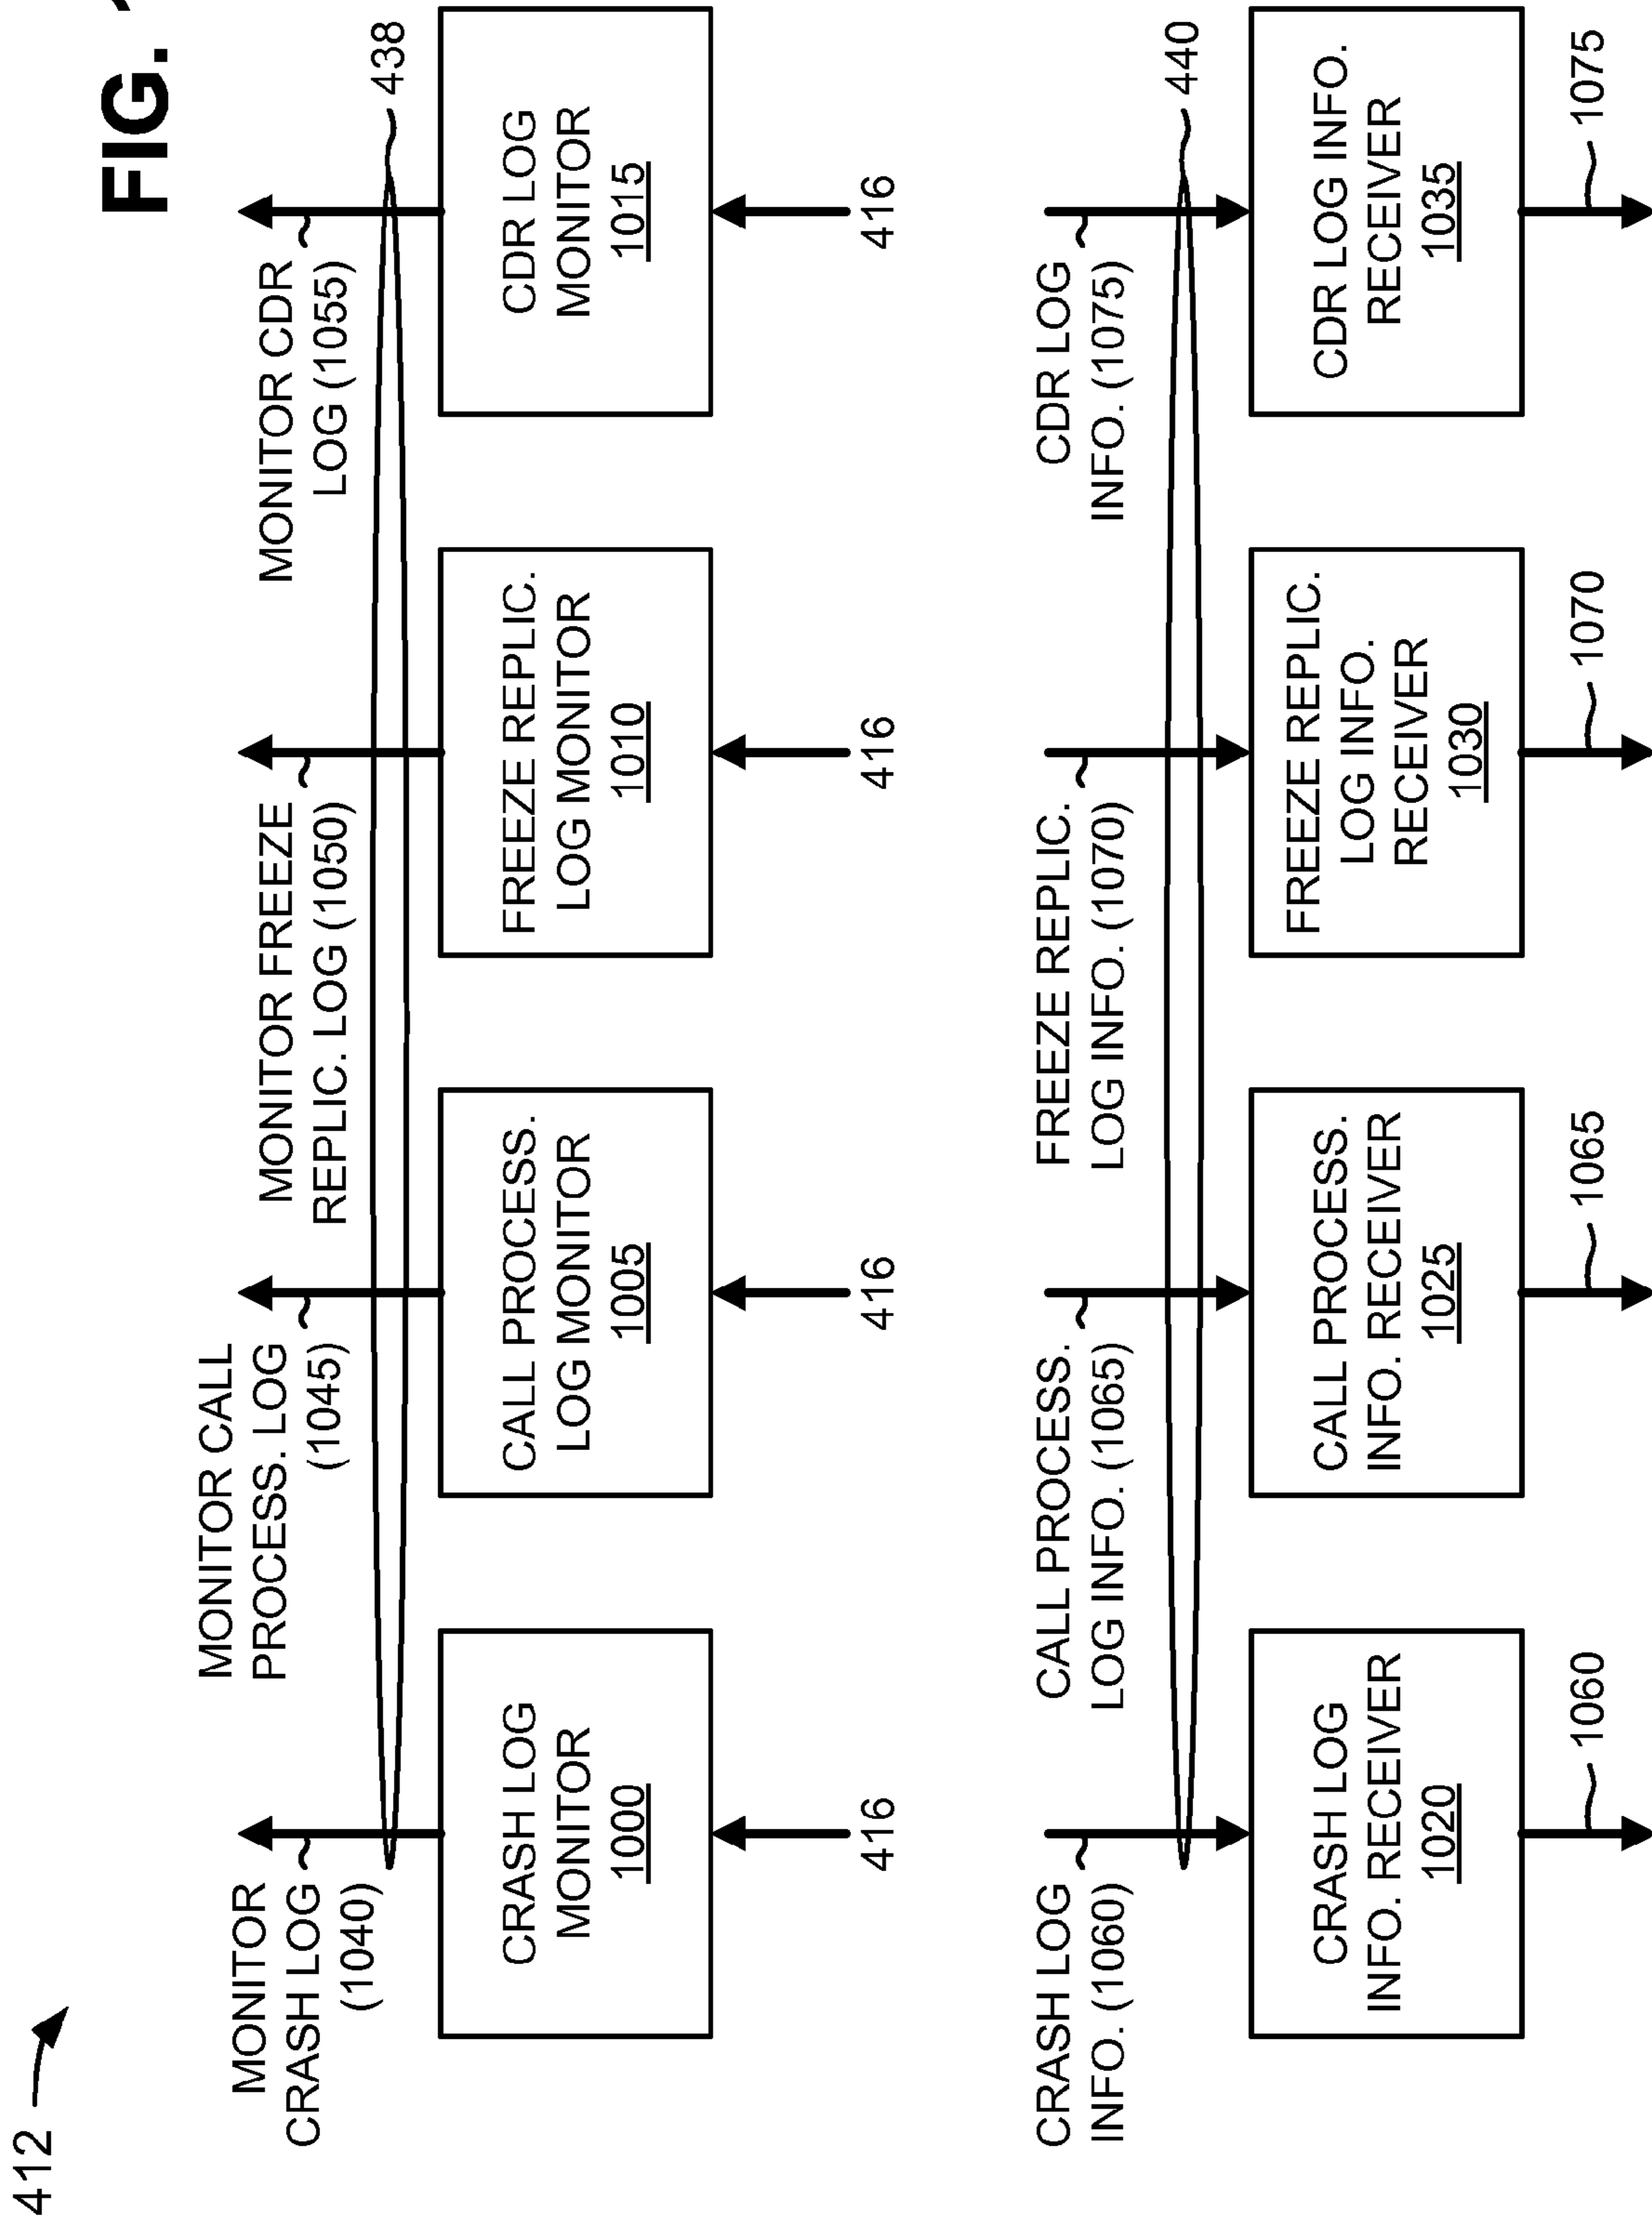 FIG.
412
MONITOR
CRASH LOG
(1040)
MONITOR CALL
PROCESS. LOG
(1045)
MONITOR FREEZE
REPLIC. LOG (1050)
MONITOR CDR
LOG (1055)
438
CRASH LOG
MONITOR
1000
CALL PROCESS.
LOG MONITOR
1005
FREEZE REPLIC.
LOG MONITOR
1010
CDR LOG
MONITOR
1015
416
416
416
416
CRASH LOG
INFO. (1060)
CALL PROCESS.
LOG INFO. (1065)
FREEZE REPLIC.
LOG INFO. (1070)
CDR LOG
INFO. (1075)
440
CRASH LOG
INFO. RECEIVER
1020
CALL PROCESS.
INFO. RECEIVER
1025
FREEZE REPLIC.
LOG INFO.
RECEIVER
1030
CDR LOG INFO.
RECEIVER
1035
1060
1065
1070
1075